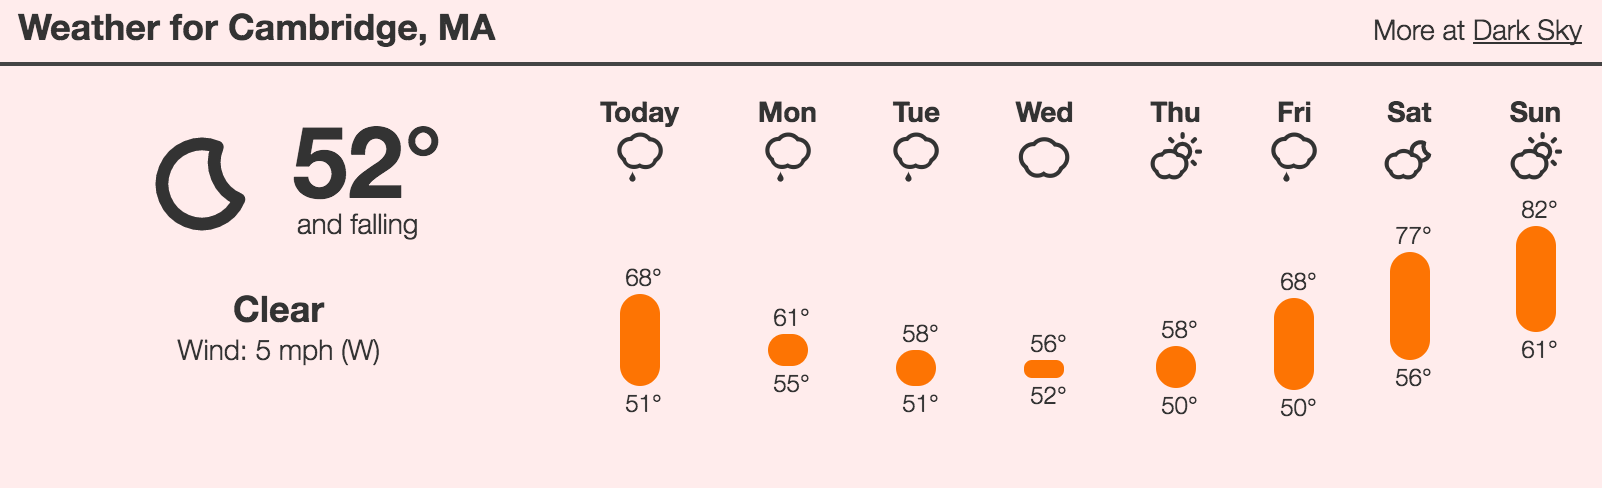 Weather for Cambridge, MA
More at Dark Sky
52°
and falling
Clear
Wind: 5 mph (W)
Today
68°
51°
Mon
61°
55°
Tue
58°
51°
Wed
56°
52°
Thu
58°
50°
Fri
68°
50°
Sat
77°
56°
Sun
82°
61°